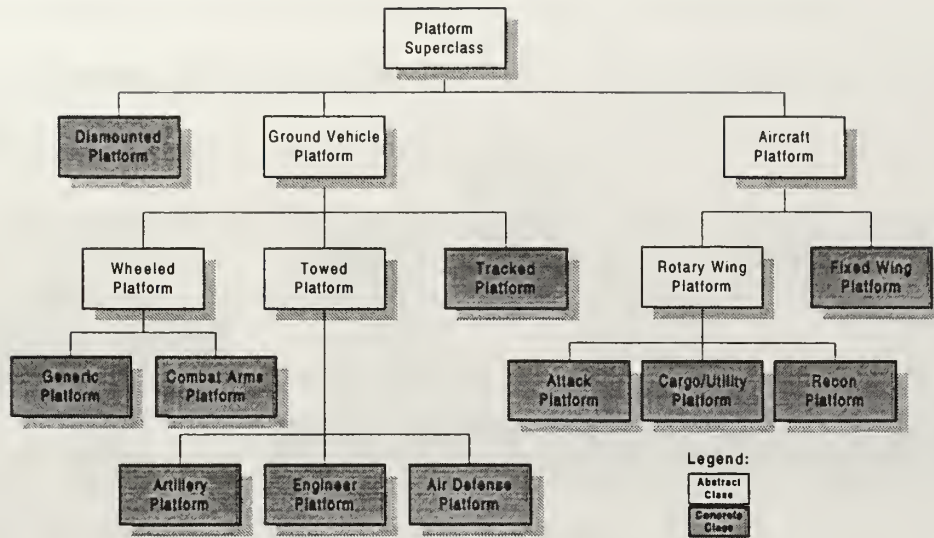 Platform
Superclass
Dismounted
Platform
Ground Vehicle
Platform
Aircraft
Platform
Wheeled
Platform
Towed
Platform
Tracked
Platform
Rotary Wing
Platform
Fixed Wing
Platform
Generic
Platform
Combat Arms
Platform
Attack
Platform
Cargo/Utility
Platform
Recon
Platform
Artillery
Platform
Engineer
Platform
Air Defense
Platform
Legend:
Abstract
Class
Concrete
Class